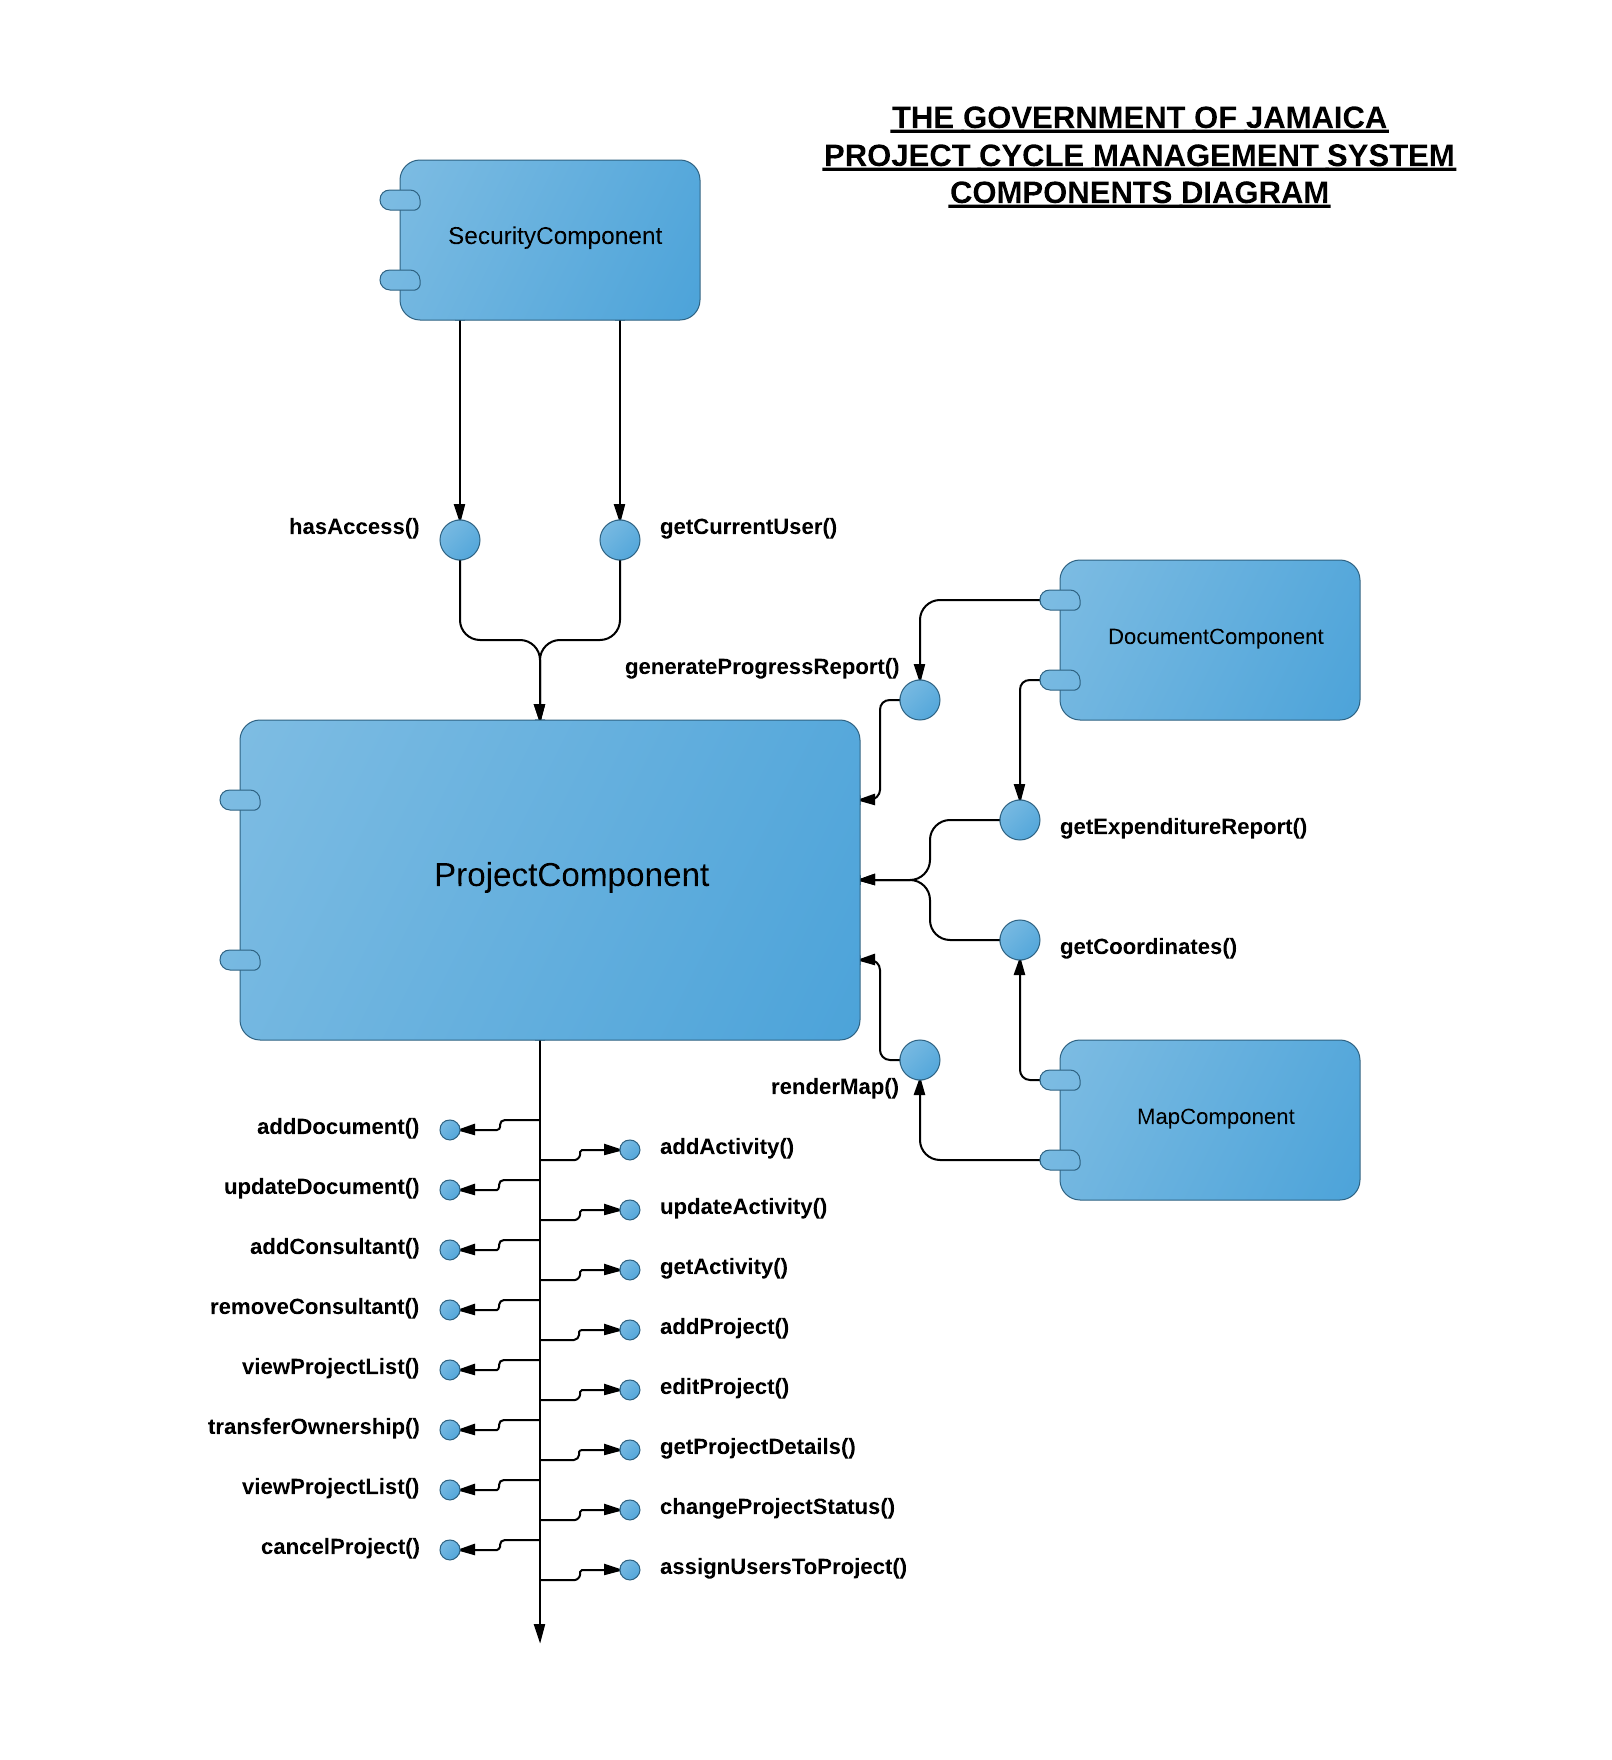 THE GOVERNMENT OF JAMAICA
PROJECT CYCLE MANAGEMENT SYSTEM
COMPONENTS DIAGRAM
SecurityComponent
hasAccess()
getCurrentUser()
DocumentComponent
generateProgressReport()
getExpenditureReport()
ProjectComponent
getCoordinates()
renderMap()
MapComponent
addDocument()
addActivity()
updateDocument()
updateActivity()
addConsultant()
getActivity()
removeConsultant()
addProject()
viewProjectList()
editProject()
transferOwnership()
getProjectDetails()
viewProjectList()
changeProjectStatus()
cancelProject()
assignUsersToProject()